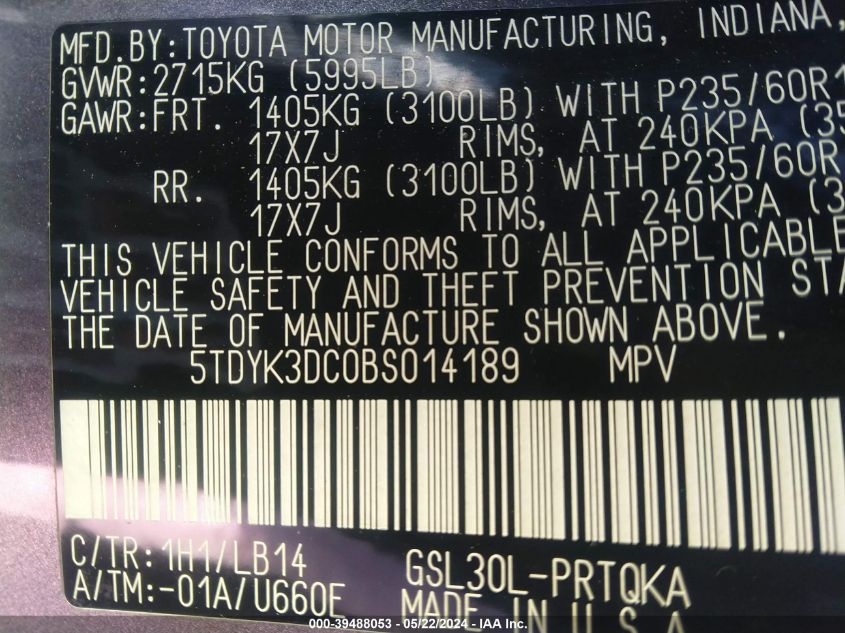 MFD.BY:TOYOTA MOTOR MANUFACTURING, INDIANA,
GVWR:2715KG (5995LB)
GAWR:FRT. 1405KG (3100LB) WITH P235/60R1
17X7J RIMS, AT 240KPA (35
RR. 1405KG (3100LB) WITH P235/60R
17X7J RIMS, AT 240KPA (3
THIS VEHICLE CONFORMS TO ALL APPLICABLE
VEHICLE SAFETY AND THEFT PREVENTION STA
THE DATE OF MANUFACTURE SHOWN ABOVE.
5TDYK3DC0BS014189 MPV
C/TR:1H1/LB14 GSL30L-PRTQKA
A/TM:-01A/U660E MADE IN U.S.A
000-39488053 - 05/22/2024 - IAA Inc.